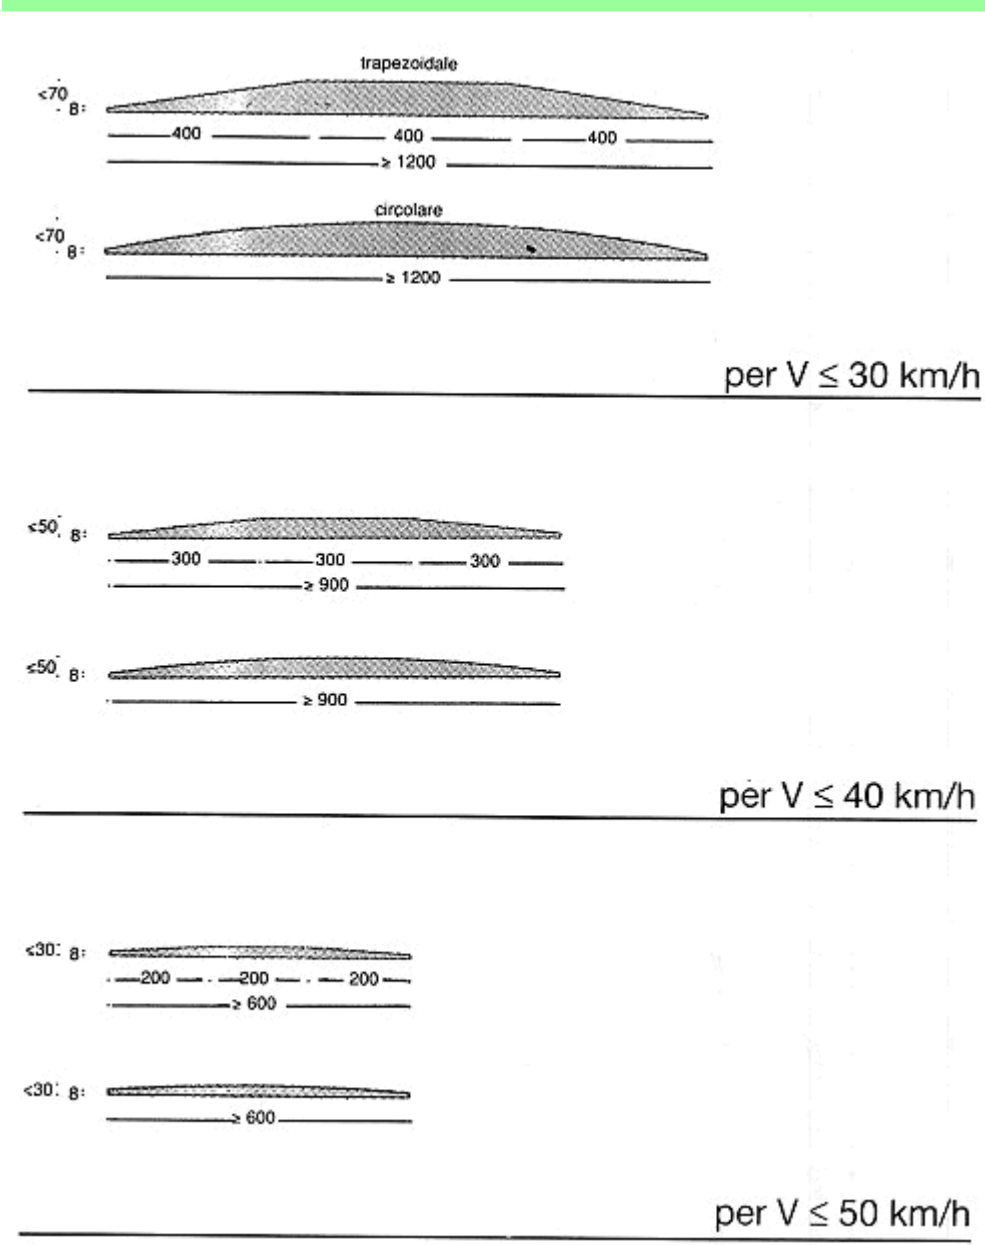 trapezoidale
<70
8
400 400 400
≥ 1200
circolare
<70
8
≥ 1200
per V ≤ 30 km/h
≤50
8
300 300 300
≥ 900
≤50
8
≥ 900
per V ≤ 40 km/h
<30
8
200 200 200
≥ 600
<30
8
≥ 600
per V ≤ 50 km/h